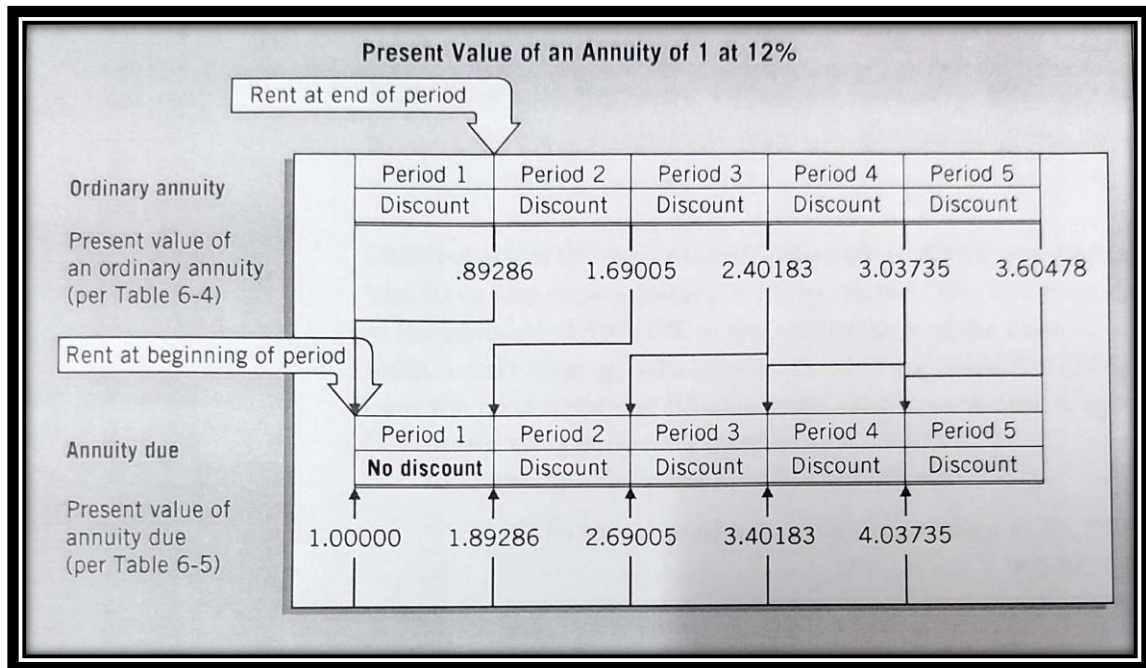 Present Value of an Annuity of 1 at 12%
Rent at end of period
Ordinary annuity
Period 1 Period 2 Period 3 Period 4 Period 5
Discount Discount Discount Discount Discount
Present value of
an ordinary annuity
(per Table 6-4)
.89286 1.69005 2.40183 3.03735 3.60478
Rent at beginning of period
Annuity due
Period 1 Period 2 Period 3 Period 4 Period 5
No discount Discount Discount Discount Discount
Present value of
annuity due
(per Table 6-5)
1.00000 1.89286 2.69005 3.40183 4.03735